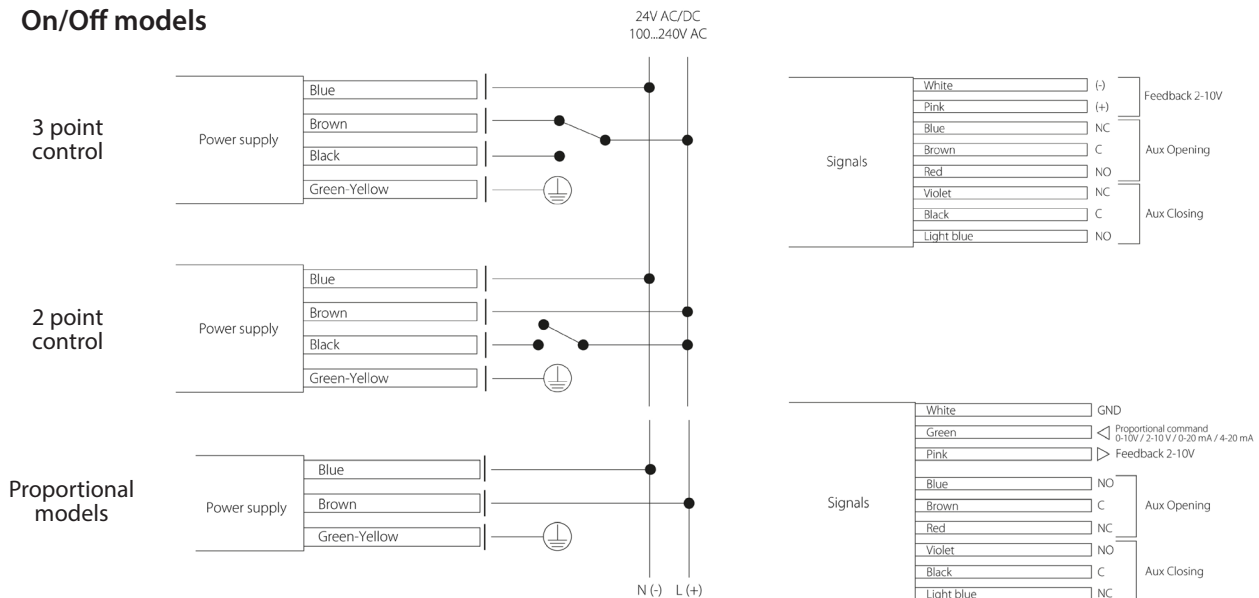 On/Off models
24V AC/DC
100...240V AC
3 point
control
Power supply
Blue
Brown
Black
Green-Yellow
Signals
White (-)
Pink (+)
Feedback 2-10V
Blue NC
Brown C
Red NO
Aux Opening
Violet NC
Black C
Light blue NO
Aux Closing
2 point
control
Power supply
Blue
Brown
Black
Green-Yellow
Proportional
models
Power supply
Blue
Brown
Green-Yellow
N (-) L (+)
Signals
White GND
Green Proportional command
0-10V / 2-10 V / 0-20 mA / 4-20 mA
Pink Feedback 2-10V
Blue NO
Brown C
Red NC
Aux Opening
Violet NO
Black C
Light blue NC
Aux Closing